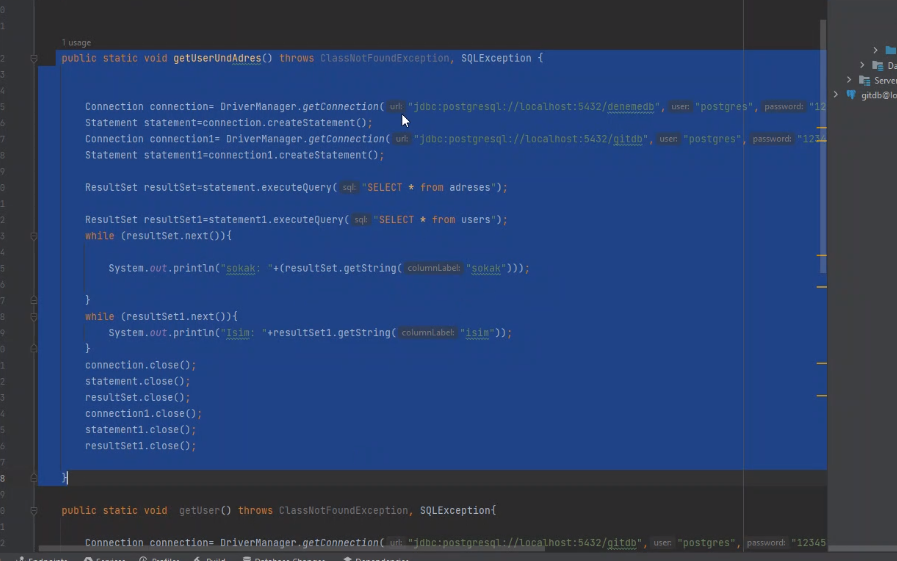 1 usage
public static void getUserUndAdres() throws ClassNotFoundException, SQLException {
Connection connection= DriverManager.getConnection( url: "jdbc:postgresql://localhost:5432/denemedb", user: "postgres", password: "12
Statement statement=connection.createStatement();
Connection connection1= DriverManager.getConnection( url: "jdbc:postgresql://localhost:5432/gitdb", user: "postgres", password: "1234
Statement statement1=connection1.createStatement();
ResultSet resultSet=statement.executeQuery( sql: "SELECT * from adreses");
ResultSet resultSet1=statement1.executeQuery( sql: "SELECT * from users");
while (resultSet.next()){
System.out.println("sokak: "+(resultSet.getString( columnLabel: "sokak")));
}
while (resultSet1.next()){
System.out.println("Isim: "+resultSet1.getString( columnLabel: "isim"));
}
connection.close();
statement.close();
resultSet.close();
connection1.close();
statement1.close();
resultSet1.close();
}
public static void getUser() throws ClassNotFoundException, SQLException{
Connection connection= DriverManager.getConnection( url: "jdbc:postgresql://localhost:5432/gitdb", user: "postgres", password: "12345
Da
Server
gitdb@lo